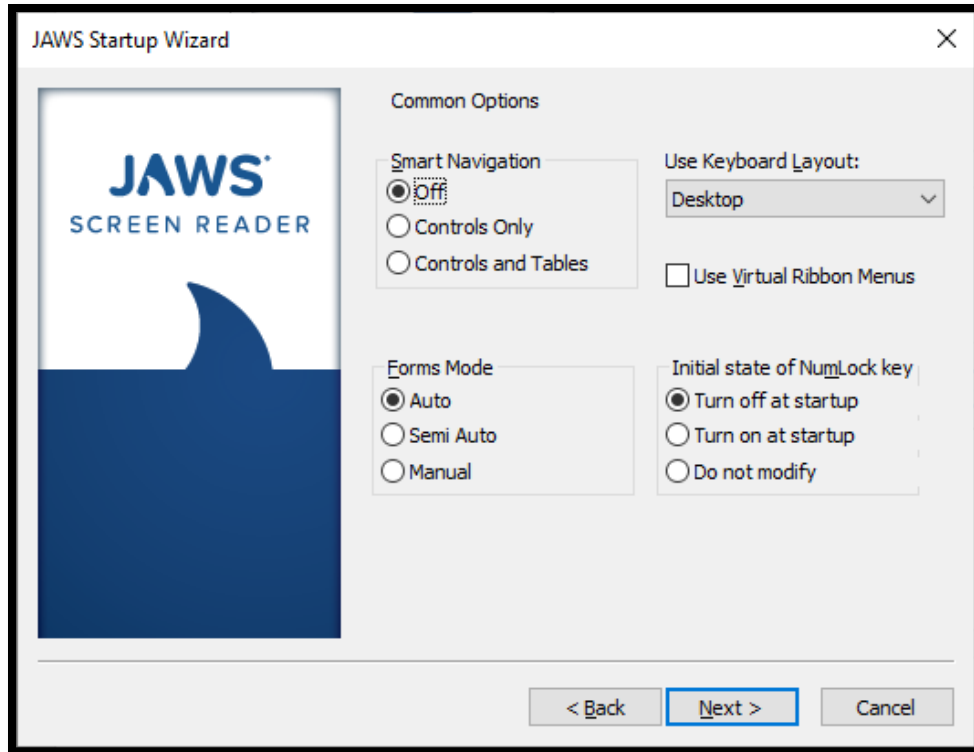 JAWS Startup Wizard
JAWS
SCREEN READER
Common Options
Smart Navigation
Off
Controls Only
Controls and Tables
Use Keyboard Layout:
Desktop
Use Virtual Ribbon Menus
Forms Mode
Auto
Semi Auto
Manual
Initial state of NumLock key
Turn off at startup
Turn on at startup
Do not modify
< Back
Next >
Cancel